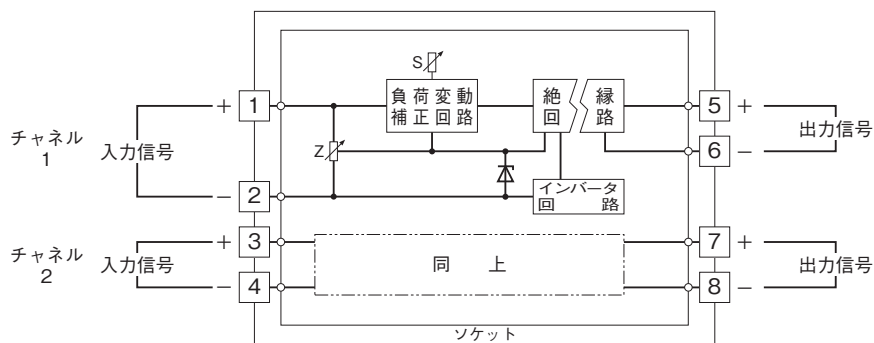 S
負荷変動
補正回路
絶 縁
回 路
+ 1
5 +
チャネル
1
入力信号
Z
6 −
出力信号
− 2
インバータ
回 路
チャネル
2
+ 3
入力信号
− 4
同 上
7 +
出力信号
8 −
ソケット